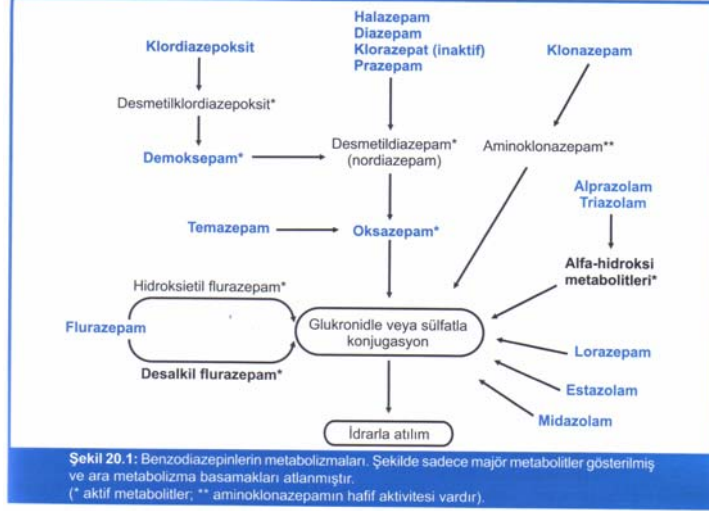 Halazepam
Diazepam
Klorazepat (inaktif)
Prazepam
Klordiazepoksit
Klonazepam
Desmetilklordiazepoksit*
Demoksepam*
Desmetildiazepam*
(nordiazepam)
Aminoklonazepam**
Alprazolam
Triazolam
Temazepam
Oksazepam*
Alfa-hidroksi
metabolitleri*
Hidroksietil flurazepam*
Flurazepam
Glukronidle veya sülfatla
konjugasyon
Desalkil flurazepam*
Lorazepam
Estazolam
Midazolam
İdrarla atılım
Şekil 20.1: Benzodiazepinlerin metabolizmaları. Şekilde sadece majör metabolitler gösterilmiş
ve ara metabolizma basamakları atlanmıştır.
(* aktif metabolitler; ** aminoklonazepamın hafif aktivitesi vardır).